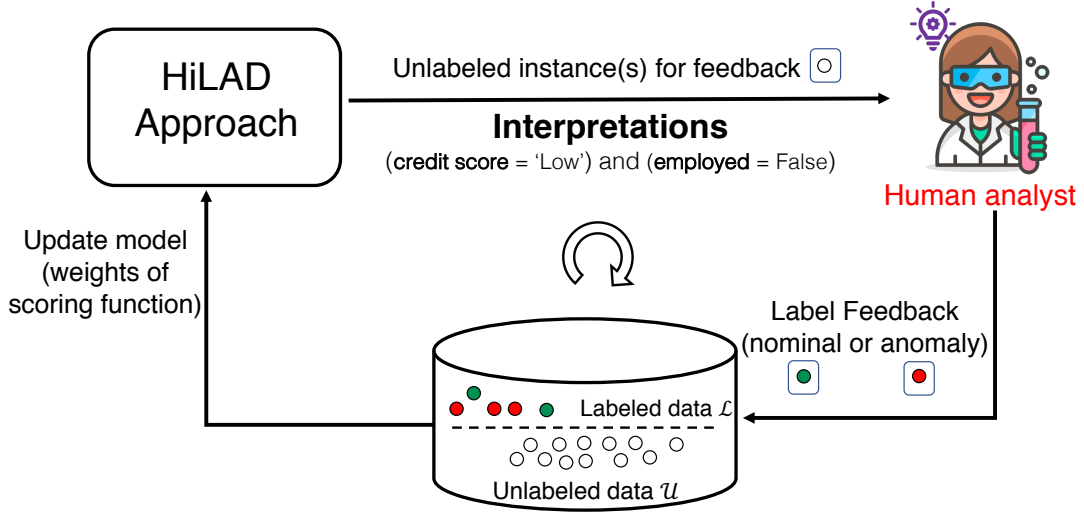 HiLAD
Approach
Unlabeled instance(s) for feedback
Interpretations
(credit score = ‘Low’) and (employed = False)
Human analyst
Update model
(weights of
scoring function)
Label Feedback
(nominal or anomaly)
Labeled data ℒ
Unlabeled data 𝒰